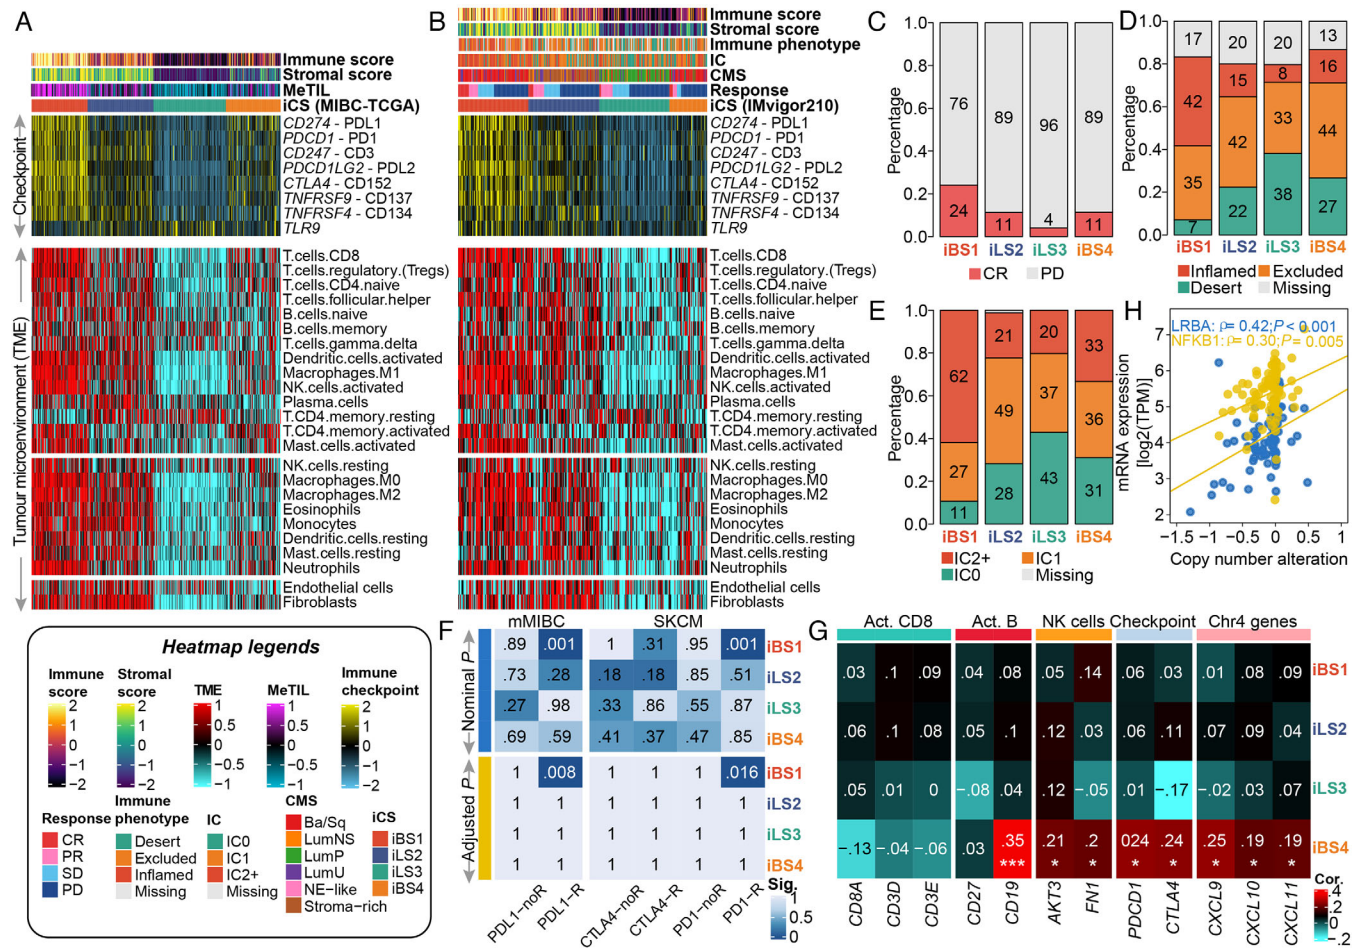 A
Immune score
Stromal score
MeTIL
iCS (MIBC-TCGA)
CD274 - PDL1
PDCD1 - PD1
CD247 - CD3
PDCD1LG2 - PDL2
CTLA4 - CD152
TNFRSF9 - CD137
TNFRSF4 - CD134
TLR9
Checkpoint
T.cells.CD8
T.cells.regulatory.(Tregs)
T.cells.CD4.naive
T.cells.follicular.helper
B.cells.naive
B.cells.memory
T.cells.gamma.delta
Dendritic.cells.activated
Macrophages.M1
NK.cells.activated
Plasma.cells
T.CD4.memory.resting
T.CD4.memory.activated
Mast.cells.activated
NK.cells.resting
Macrophages.M0
Macrophages.M2
Eosinophils
Monocytes
Dendritic.cells.resting
Mast.cells.resting
Neutrophils
Endothelial cells
Fibroblasts
Tumour microenvironment (TME)
B
Immune score
Stromal score
Immune phenotype
IC
CMS
Response
iCS (IMvigor210)
CD274 - PDL1
PDCD1 - PD1
CD247 - CD3
PDCD1LG2 - PDL2
CTLA4 - CD152
TNFRSF9 - CD137
TNFRSF4 - CD134
TLR9
T.cells.CD8
T.cells.regulatory.(Tregs)
T.cells.CD4.naive
T.cells.follicular.helper
B.cells.naive
B.cells.memory
T.cells.gamma.delta
Dendritic.cells.activated
Macrophages.M1
NK.cells.activated
Plasma.cells
T.CD4.memory.resting
T.CD4.memory.activated
Mast.cells.activated
NK.cells.resting
Macrophages.M0
Macrophages.M2
Eosinophils
Monocytes
Dendritic.cells.resting
Mast.cells.resting
Neutrophils
Endothelial cells
Fibroblasts
C
Percentage
1.0
0.8
0.6
0.4
0.2
0.0
76 89 96 89
24 11 4 11
iBS1 iLS2 iLS3 iBS4
CR PD
D
Percentage
1.0
0.8
0.6
0.4
0.2
0.0
17 20 20 13
42 15 8 16
35 42 33 44
7 22 38 27
iBS1 iLS2 iLS3 iBS4
Inflamed Excluded
Desert Missing
E
Percentage
1.0
0.8
0.6
0.4
0.2
0.0
62 21 20 33
27 49 37 36
11 28 43 31
iBS1 iLS2 iLS3 iBS4
IC2+ IC1
IC0 Missing
H
LRBA: ρ= 0.42; P < 0.001
NFKB1: ρ= 0.30; P = 0.005
mRNA expression
[log2(TPM)]
7
6
5
4
3
2
−1.5 −1.0 −0.5 0 0.5 1.0
Copy number alteration
Heatmap legends
Immune score
2
1
0
−1
−2
Stromal score
2
1
0
−1
−2
TME
1
0.5
0
−0.5
−1
MeTIL
1
0.5
0
−0.5
−1
Immune checkpoint
2
1
0
−1
−2
Response
CR
PR
SD
PD
Immune phenotype
Desert
Excluded
Inflamed
Missing
IC
IC0
IC1
IC2+
Missing
CMS
Ba/Sq
LumNS
LumP
LumU
NE−like
Stroma−rich
iCS
iBS1
iLS2
iLS3
iBS4
F
mMIBC SKCM
Nominal P
.89 .001 1 .31 .95 .001 iBS1
.73 .28 .18 .18 .85 .51 iLS2
.27 .98 .33 .86 .55 .87 iLS3
.69 .59 .41 .37 .47 .85 iBS4
Adjusted P
1 .008 1 1 1 .016 iBS1
1 1 1 1 1 1 iLS2
1 1 1 1 1 1 iLS3
1 1 1 1 1 1 iBS4
PDL1−noR PDL1−R CTLA4−noR CTLA4−R PD1−noR PD1−R
Sig.
1
0.5
0
G
Act. CD8 Act. B NK cells Checkpoint Chr4 genes
.03 .1 .09 .04 .08 .05 .14 .06 .03 .01 .08 .09 iBS1
.06 .1 .08 .05 .1 .12 .03 .06 .11 .07 .09 .04 iLS2
.05 .01 0 −.08 .04 .12 −.05 .01 −.17 −.02 .03 .07 iLS3
−.13 −.04 −.06 .03 .35 .21 .2 024 .24 .25 .19 .19 iBS4
*** * * * * * * *
CD8A CD3D CD3E CD27 CD19 AKT3 FN1 PDCD1 CTLA4 CXCL9 CXCL10 CXCL11
Cor.
.4
.2
0
−.2